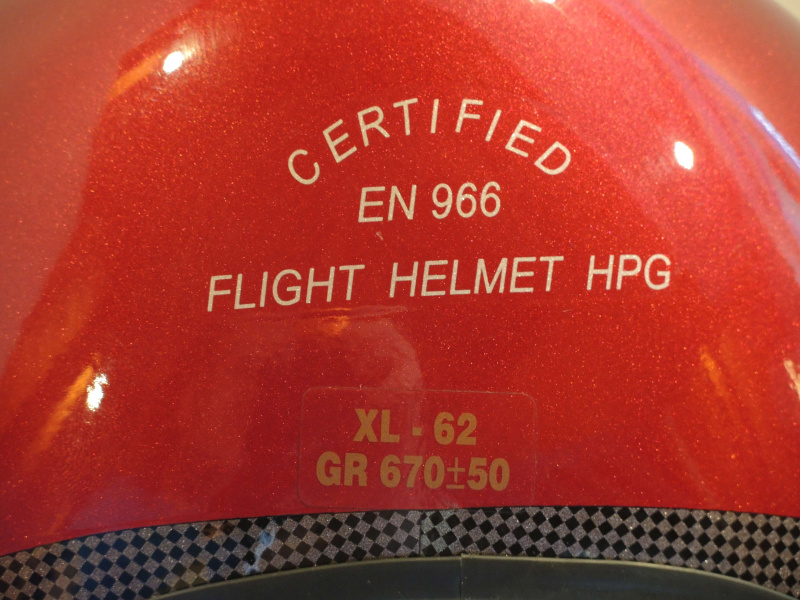 CERTIFIED
EN 966
FLIGHT HELMET HPG
XL - 62
GR 670±50